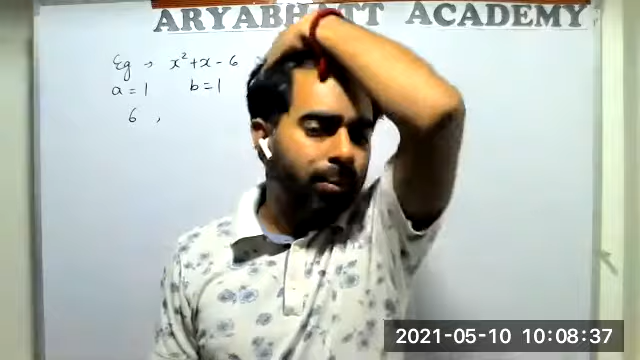 ARYABHATT ACADEMY
Eg → x² + x - 6
a = 1 b = 1
6 ,
2021-05-10 10:08:37